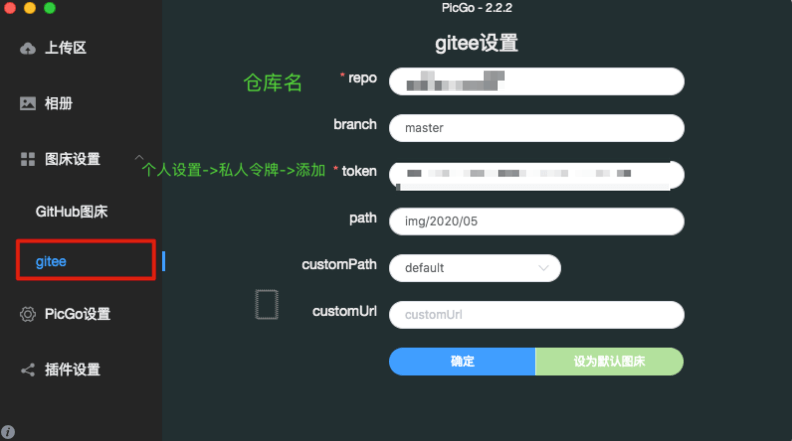 PicGo - 2.2.2
上传区
相册
图床设置
GitHub图床
gitee
PicGo设置
插件设置
gitee设置
仓库名
* repo
branch
master
个人设置->私人令牌->添加
* token
path
img/2020/05
customPath
default
customUrl
customUrl
确定
设为默认图床